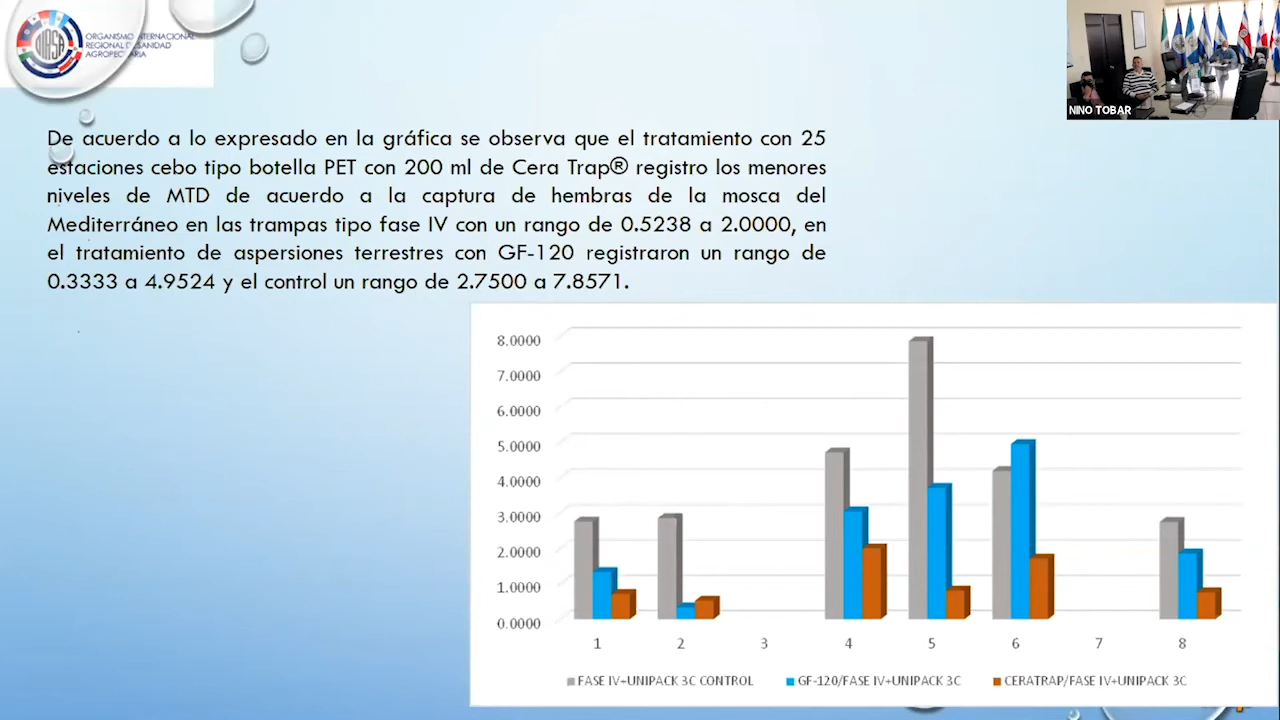 ORGANISMO INTERNACIONAL
REGIONAL DE SANIDAD
AGROPECUARIA
OIRSA
NINO TOBAR
De acuerdo a lo expresado en la gráfica se observa que el tratamiento con 25
estaciones cebo tipo botella PET con 200 ml de Cera Trap® registro los menores
niveles de MTD de acuerdo a la captura de hembras de la mosca del
Mediterráneo en las trampas tipo fase IV con un rango de 0.5238 a 2.0000, en
el tratamiento de aspersiones terrestres con GF-120 registraron un rango de
0.3333 a 4.9524 y el control un rango de 2.7500 a 7.8571.
8.0000
7.0000
6.0000
5.0000
4.0000
3.0000
2.0000
1.0000
0.0000
1 2 3 4 5 6 7 8
FASE IV+UNIPACK 3C CONTROL GF-120/FASE IV+UNIPACK 3C CERATRAP/FASE IV+UNIPACK 3C